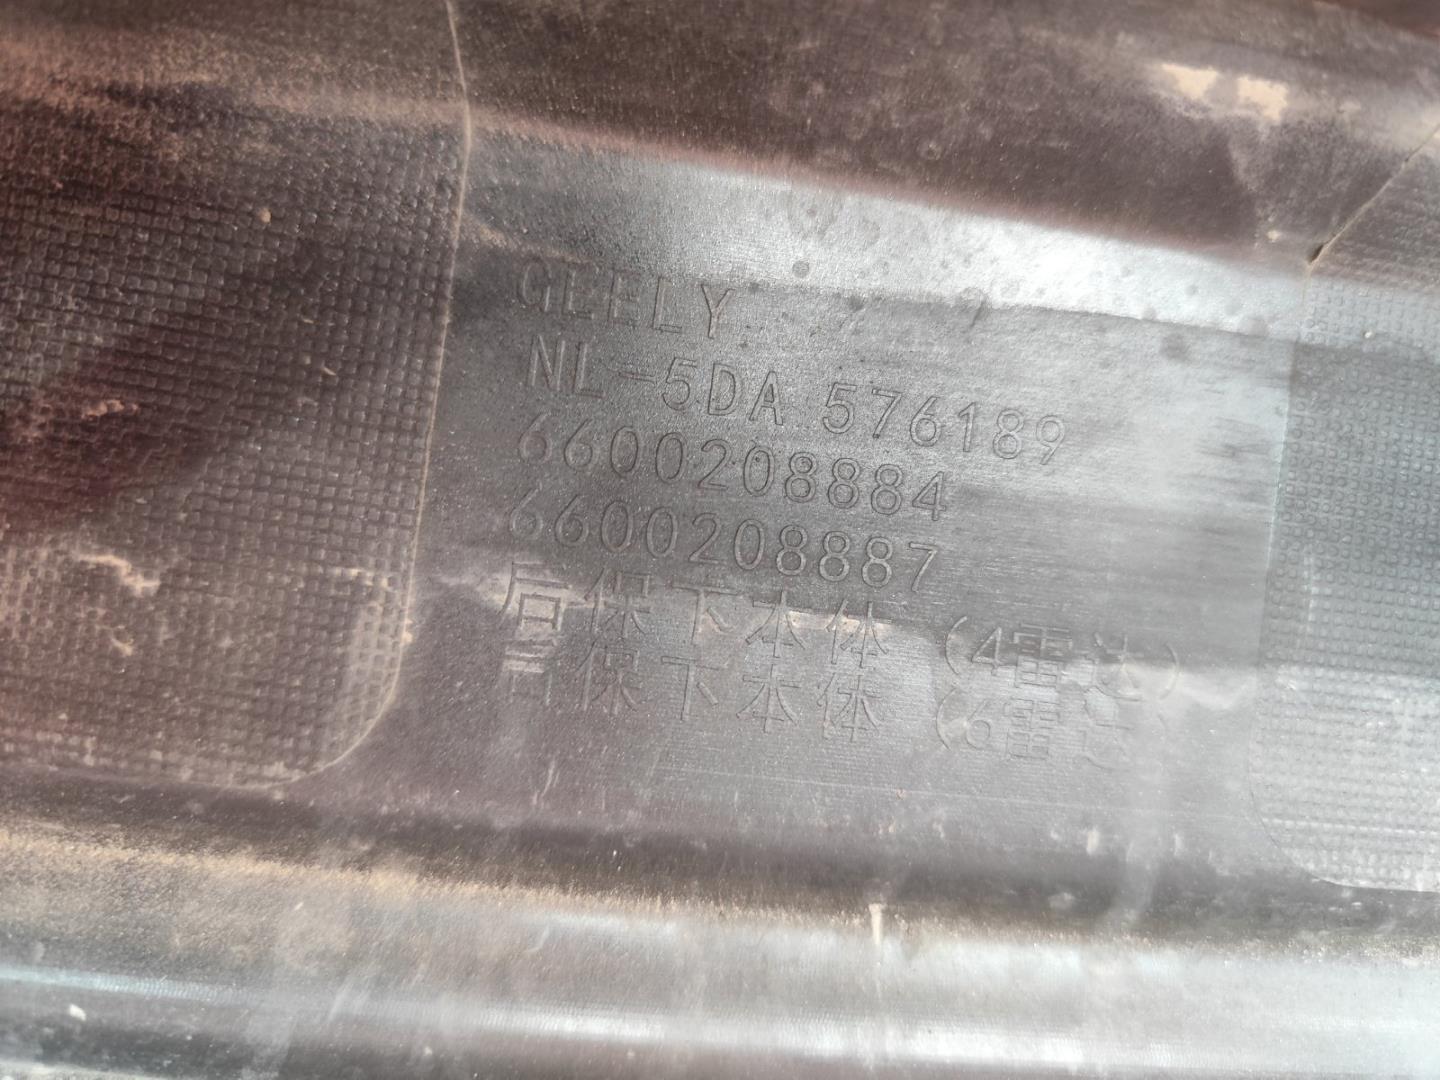 GEELY
NL-5DA 576189
6600208884
6600208887
后保下本体 (4雷达)
后保下本体 (6雷达)